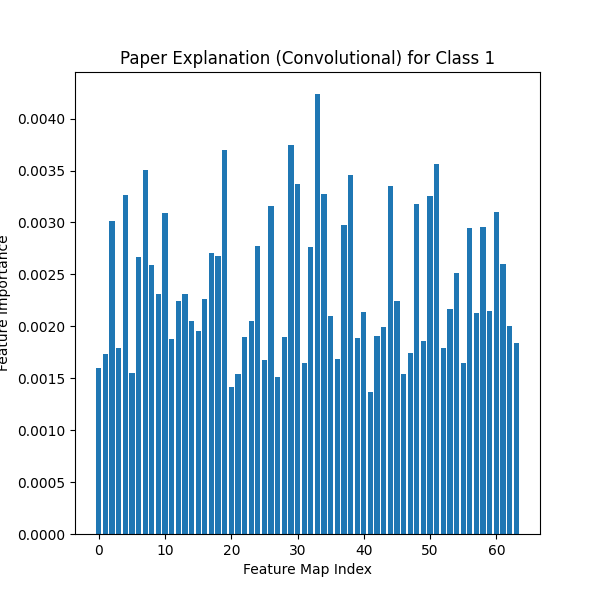 Paper Explanation (Convolutional) for Class 1
Feature Importance
0.0040
0.0035
0.0030
0.0025
0.0020
0.0015
0.0010
0.0005
0.0000
0 10 20 30 40 50 60
Feature Map Index